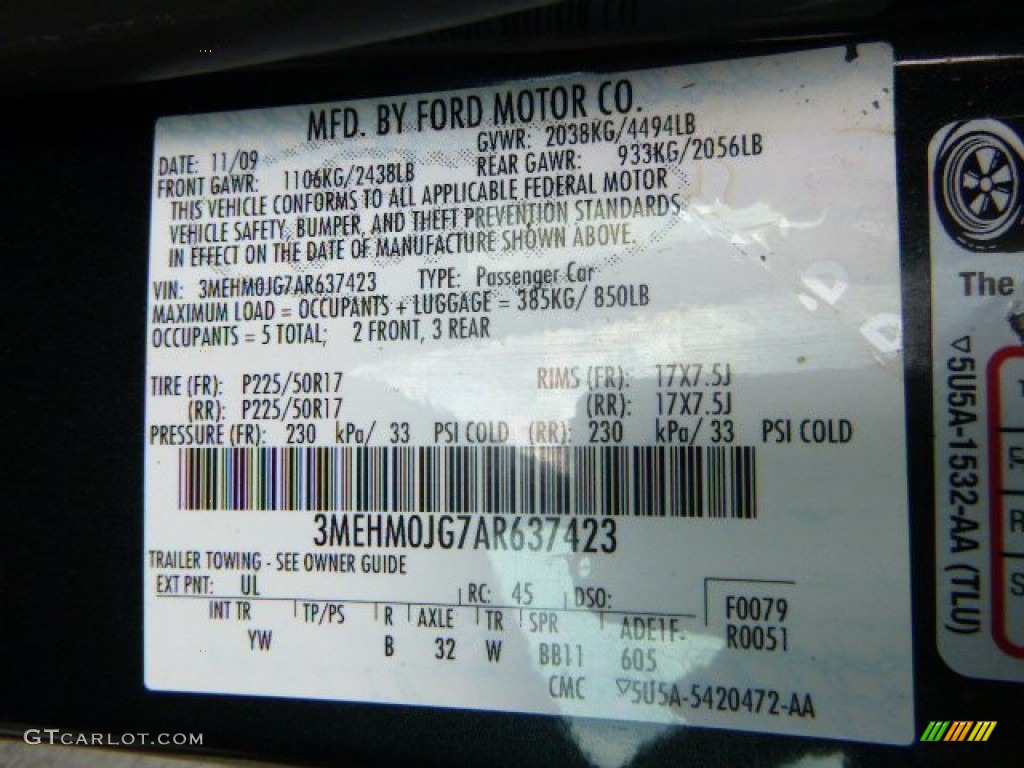 MFD. BY FORD MOTOR CO.
DATE: 11/09 GVWR: 2038KG/4494LB
FRONT GAWR: 1106KG/2438LB REAR GAWR: 933KG/2056LB
THIS VEHICLE CONFORMS TO ALL APPLICABLE FEDERAL MOTOR
VEHICLE SAFETY, BUMPER, AND THEFT PREVENTION STANDARDS
IN EFFECT ON THE DATE OF MANUFACTURE SHOWN ABOVE.
VIN: 3MEHM0JG7AR637423 TYPE: Passenger Car
MAXIMUM LOAD = OCCUPANTS + LUGGAGE = 385KG/ 850LB
OCCUPANTS = 5 TOTAL; 2 FRONT, 3 REAR
TIRE (FR): P225/50R17 RIMS (FR): 17X7.5J
(RR): P225/50R17 (RR): 17X7.5J
PRESSURE (FR): 230 kPa/ 33 PSI COLD (RR): 230 kPa/ 33 PSI COLD
3MEHM0JG7AR637423
TRAILER TOWING - SEE OWNER GUIDE
EXT PNT: UL RC: 45 DSO: F0079
INT TR TP/PS R AXLE TR SPR ADE1F- R0051
YW B 32 W BB11 605
CMC ▽5U5A-5420472-AA
The
▽5U5A-1532-AA (TLU)
GTCARLOT.COM